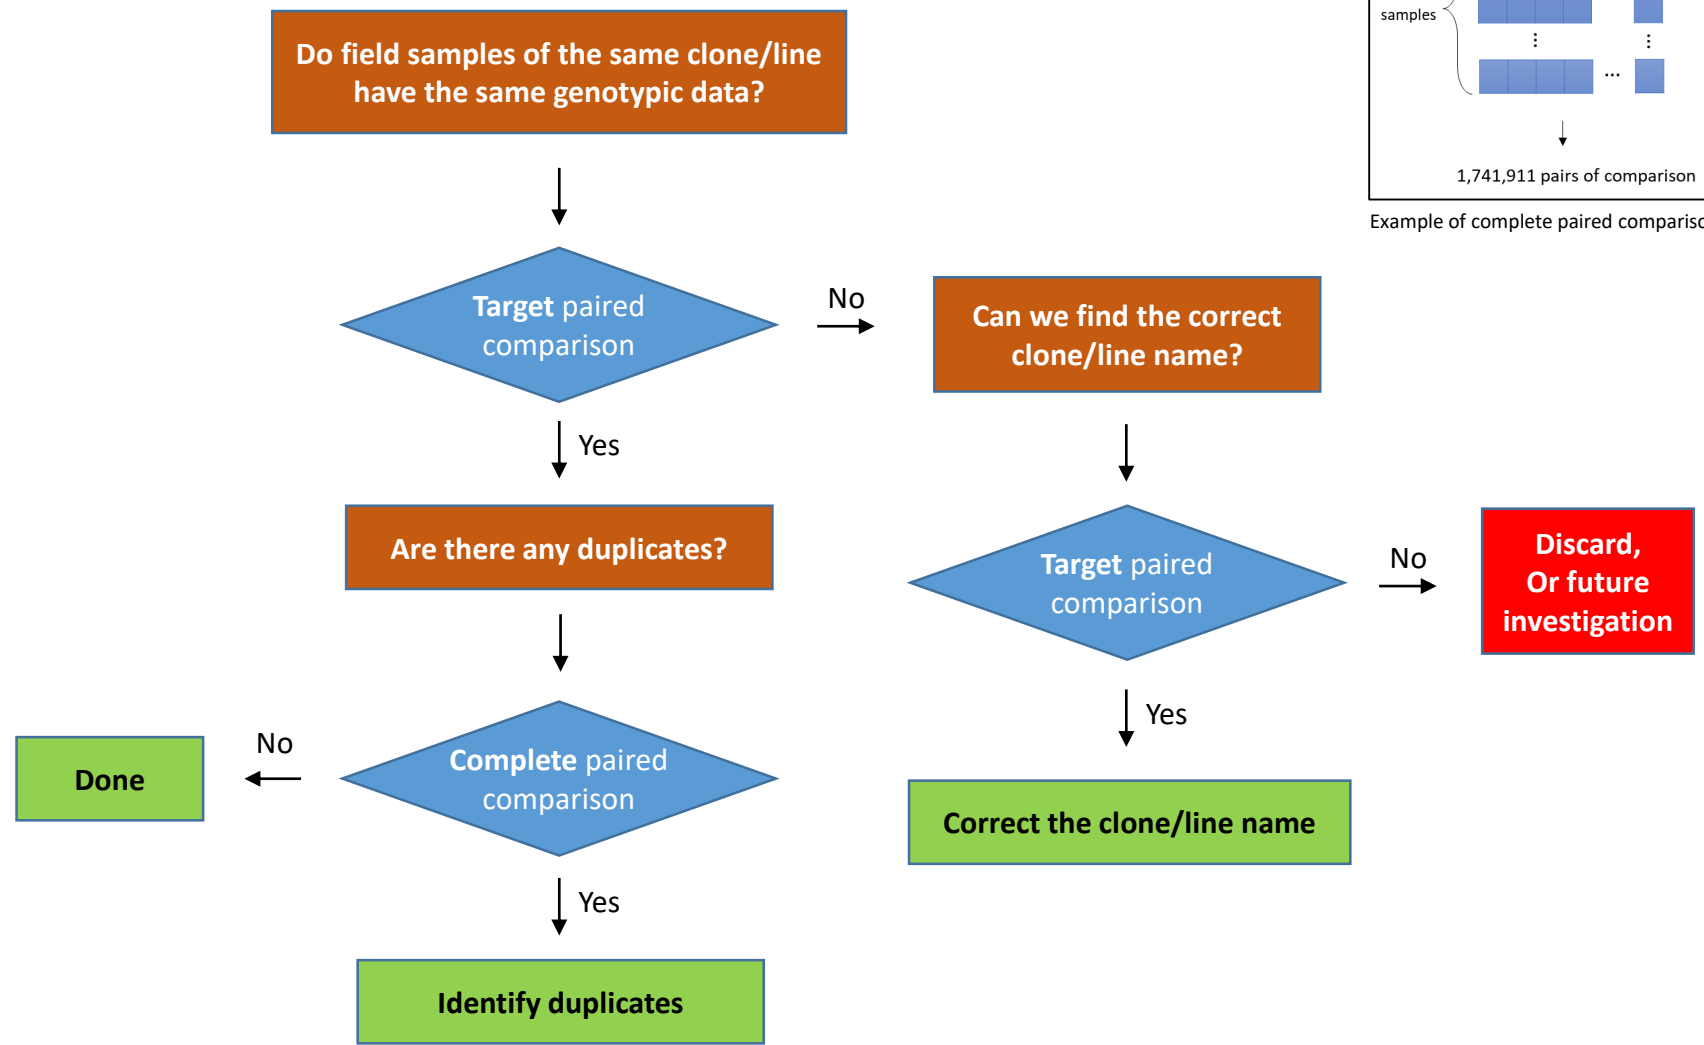 Do field samples of the same clone/line
have the same genotypic data?
samples
⋮
⋮
...
1,741,911 pairs of comparison
Example of complete paired
Target paired
comparison
No
Can we find the correct
clone/line name?
Yes
Are there any duplicates?
Target paired
comparison
No
Discard,
Or future
investigation
Yes
No
Done
Complete paired
comparison
Correct the clone/line name
Yes
Identify duplicates